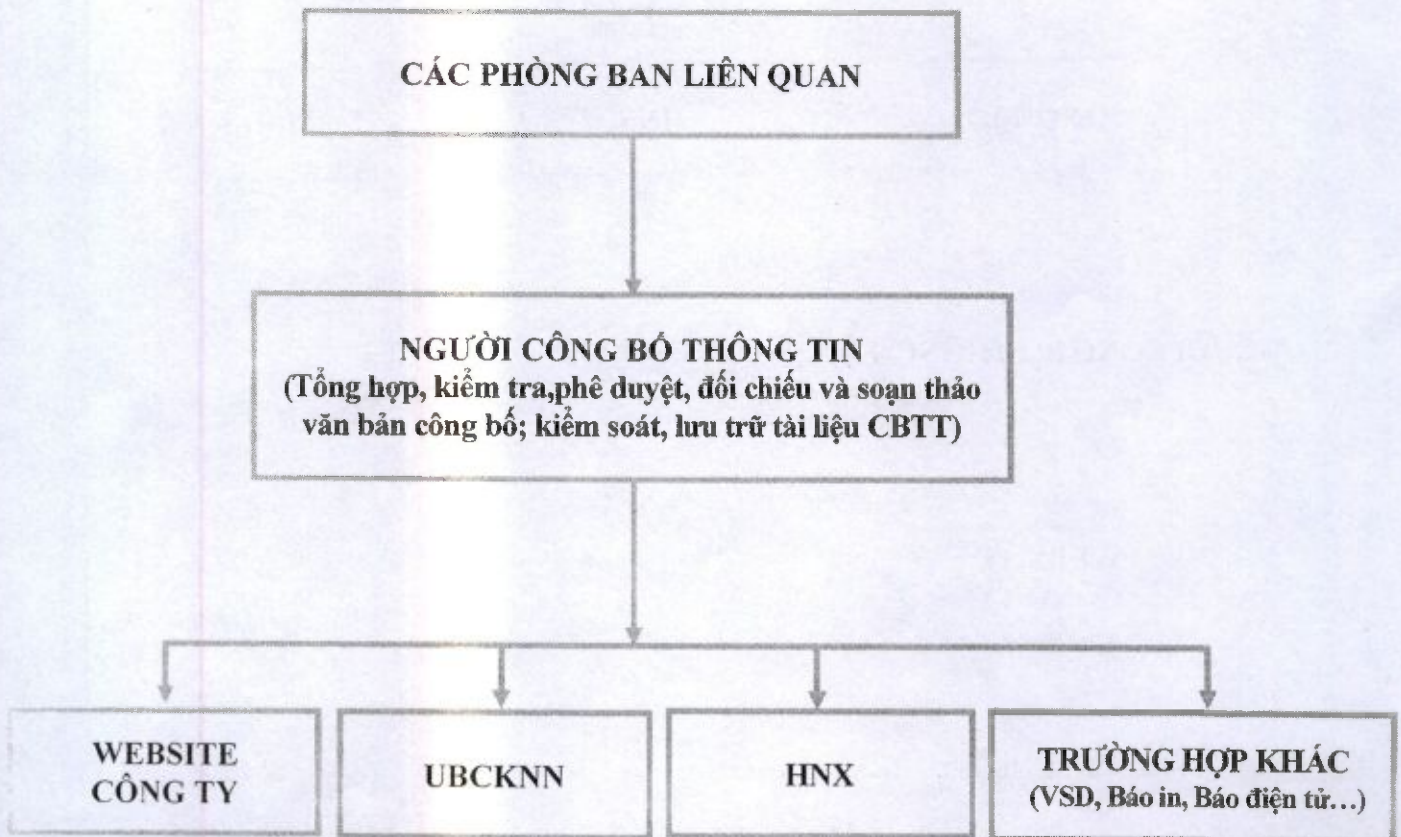 CÁC PHÒNG BAN LIÊN QUAN
NGƯỜI CÔNG BỐ THÔNG TIN
(Tổng hợp, kiểm tra,phê duyệt, đối chiếu và soạn thảo
văn bản công bố; kiểm soát, lưu trữ tài liệu CBTT)
WEBSITE
CÔNG TY
UBCKNN
HNX
TRƯỜNG HỢP KHÁC
(VSD, Báo in, Báo điện tử...)